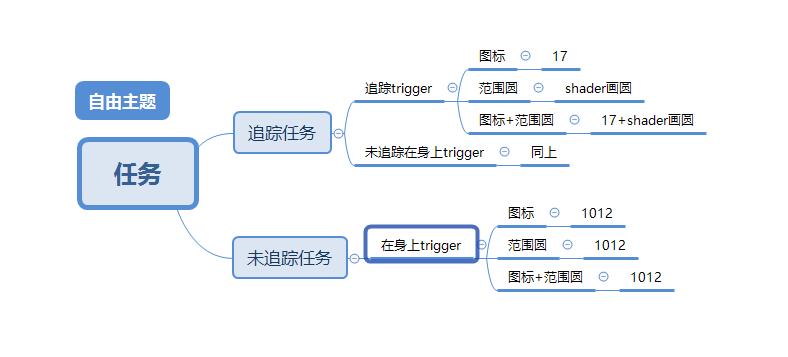 自由主题
任务
追踪任务
追踪trigger
图标
17
范围圆
shader画圆
图标+范围圆
17+shader画圆
未追踪在身上trigger
同上
未追踪任务
在身上trigger
图标
1012
范围圆
1012
图标+范围圆
1012